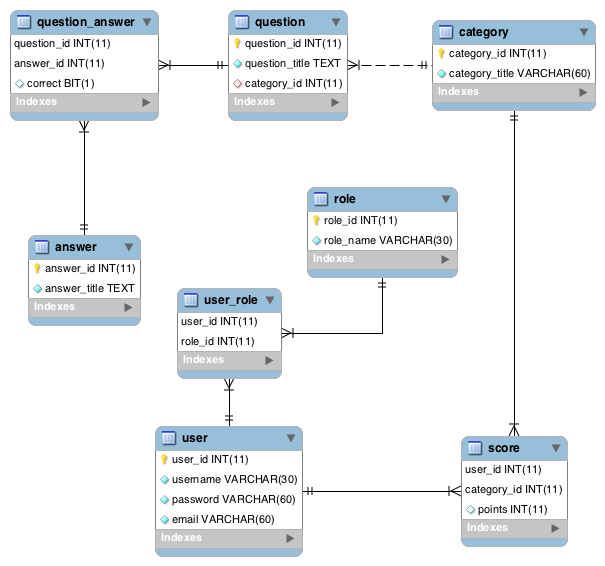 question_answer
question_id INT(11)
answer_id INT(11)
correct BIT(1)
Indexes
question
question_id INT(11)
question_title TEXT
category_id INT(11)
Indexes
category
category_id INT(11)
category_title VARCHAR(60)
Indexes
role
role_id INT(11)
role_name VARCHAR(30)
Indexes
answer
answer_id INT(11)
answer_title TEXT
Indexes
user_role
user_id INT(11)
role_id INT(11)
Indexes
user
user_id INT(11)
username VARCHAR(30)
password VARCHAR(60)
email VARCHAR(60)
Indexes
score
user_id INT(11)
category_id INT(11)
points INT(11)
Indexes